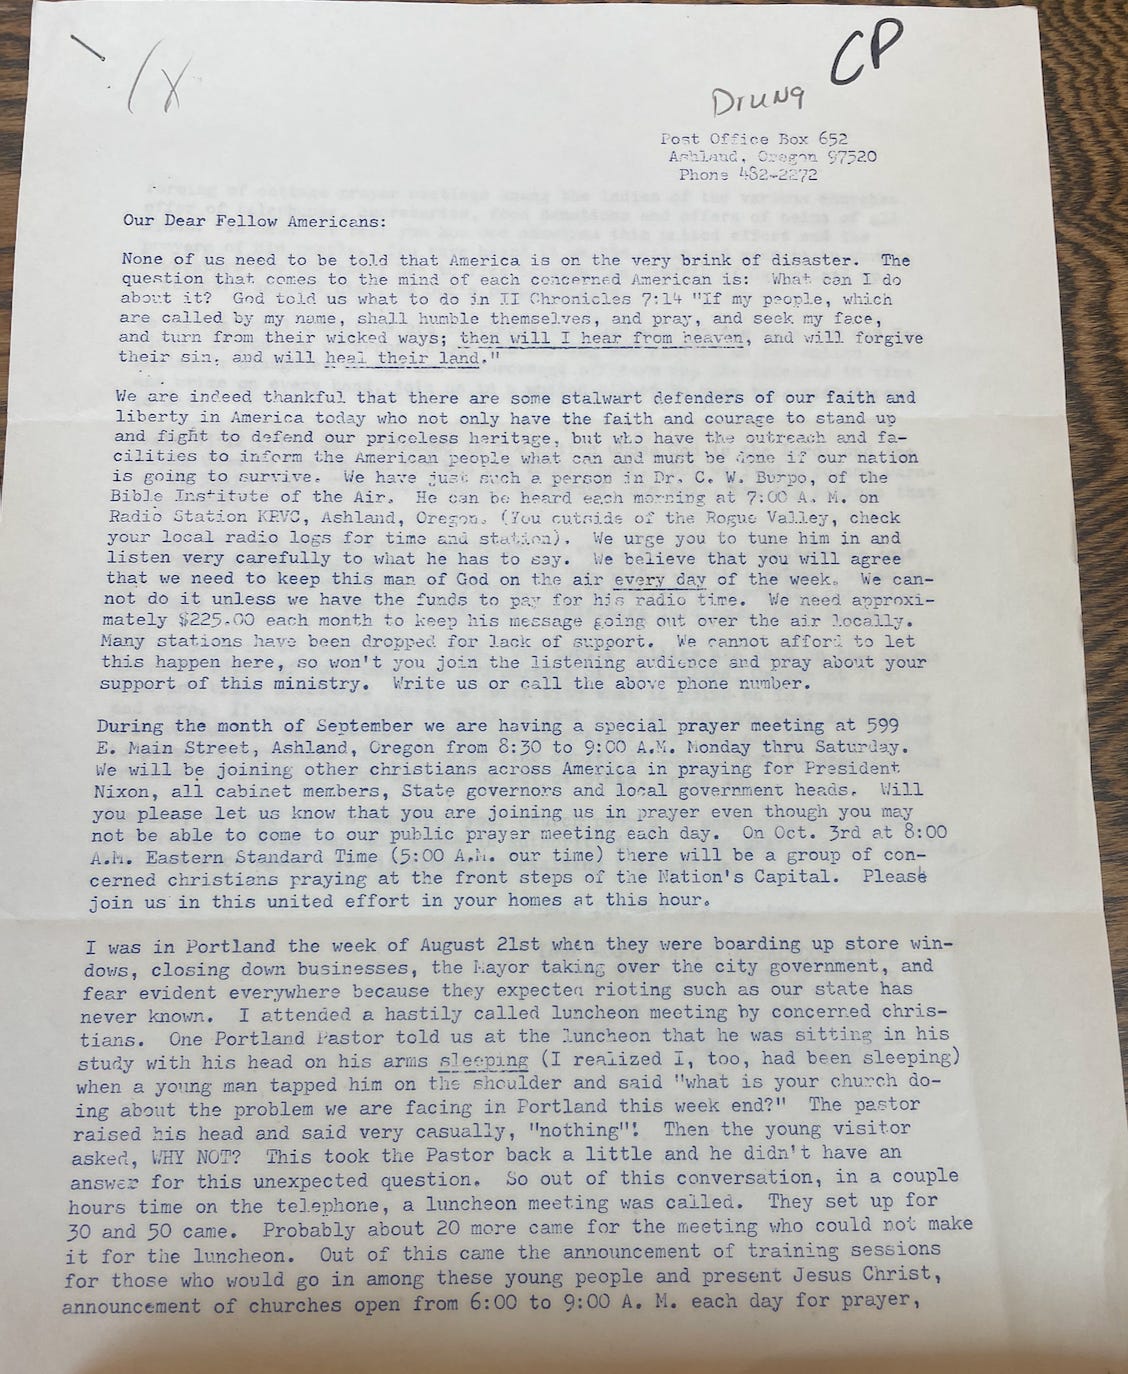 CP
Drung
Post Office Box 652
Ashland, Oregon 97520
Phone 482-2272
Our Dear Fellow Americans:
None of us need to be told that America is on the very brink of disaster. The
question that comes to the mind of each concerned American is: What can I do
about it? God told us what to do in II Chronicles 7:14 "If my people, which
are called by my name, shall humble themselves, and pray, and seek my face,
and turn from their wicked ways; then will I hear from heaven, and will forgive
their sin, and will heal their land."
We are indeed thankful that there are some stalwart defenders of our faith and
liberty in America today who not only have the faith and courage to stand up
and fight to defend our priceless heritage, but who have the outreach and fa-
cilities to inform the American people what can and must be done if our nation
is going to survive. We have just such a person in Dr. C. W. Burpo, of the
Bible Institute of the Air. He can be heard each morning at 7:00 A. M. on
Radio Station KRVC, Ashland, Oregon. (You outside of the Rogue Valley, check
your local radio logs for time and station). We urge you to tune him in and
listen very carefully to what he has to say. We believe that you will agree
that we need to keep this man of God on the air every day of the week. We can-
not do it unless we have the funds to pay for his radio time. We need approxi-
mately $225.00 each month to keep his message going out over the air locally.
Many stations have been dropped for lack of support. We cannot afford to let
this happen here, so won't you join the listening audience and pray about your
support of this ministry. Write us or call the above phone number.
During the month of September we are having a special prayer meeting at 599
E. Main Street, Ashland, Oregon from 8:30 to 9:00 A.M. Monday thru Saturday.
We will be joining other christians across America in praying for President
Nixon, all cabinet members, State governors and local government heads. Will
you please let us know that you are joining us in prayer even though you may
not be able to come to our public prayer meeting each day. On Oct. 3rd at 8:00
A.M. Eastern Standard Time (5:00 A.M. our time) there will be a group of con-
cerned christians praying at the front steps of the Nation's Capital. Please
join us in this united effort in your homes at this hour.
I was in Portland the week of August 21st when they were boarding up store win-
dows, closing down businesses, the Mayor taking over the city government, and
fear evident everywhere because they expected rioting such as our state has
never known. I attended a hastily called luncheon meeting by concerned chris-
tians. One Portland Pastor told us at the luncheon that he was sitting in his
study with his head on his arms sleeping (I realized I, too, had been sleeping)
when a young man tapped him on the shoulder and said "what is your church do-
ing about the problem we are facing in Portland this week end?" The pastor
raised his head and said very casually, "nothing"! Then the young visitor
asked, WHY NOT? This took the Pastor back a little and he didn't have an
answer for this unexpected question. So out of this conversation, in a couple
hours time on the telephone, a luncheon meeting was called. They set up for
30 and 50 came. Probably about 20 more came for the meeting who could not make
it for the luncheon. Out of this came the announcement of training sessions
for those who would go in among these young people and present Jesus Christ,
announcement of churches open from 6:00 to 9:00 A. M. each day for prayer,